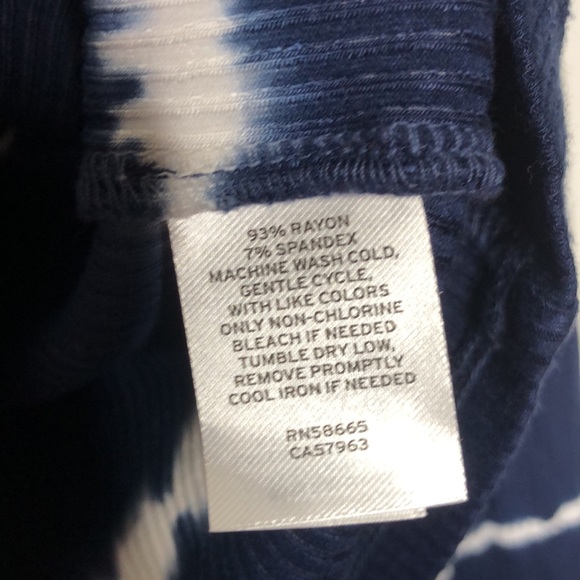 93% RAYON
7% SPANDEX
MACHINE WASH COLD,
GENTLE CYCLE,
WITH LIKE COLORS
ONLY NON-CHLORINE
BLEACH IF NEEDED
TUMBLE DRY LOW,
REMOVE PROMPTLY
COOL IRON IF NEEDED
RN58665
CA57963